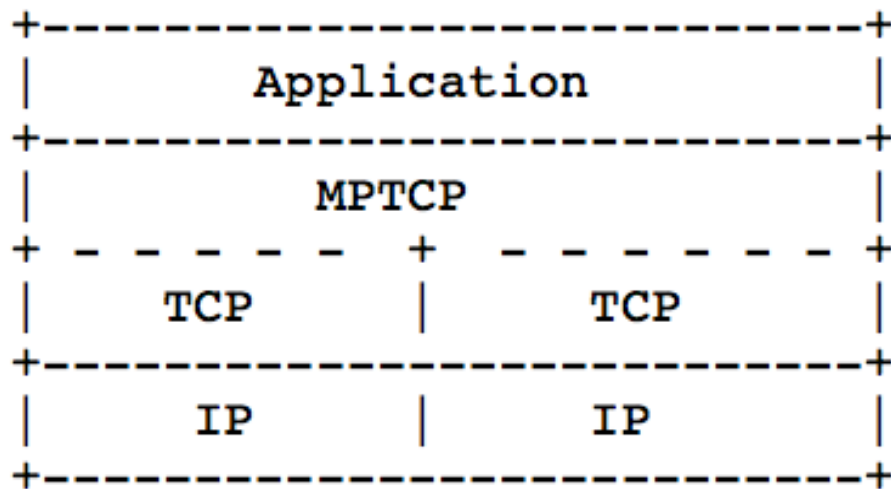 +---------------------------+
|       Application         |
+---------------------------+
|         MPTCP             |
+ - - - - -  +  - - - - - - +
|    TCP     |     TCP      |
+---------------------------+
|     IP     |     IP       |
+---------------------------+